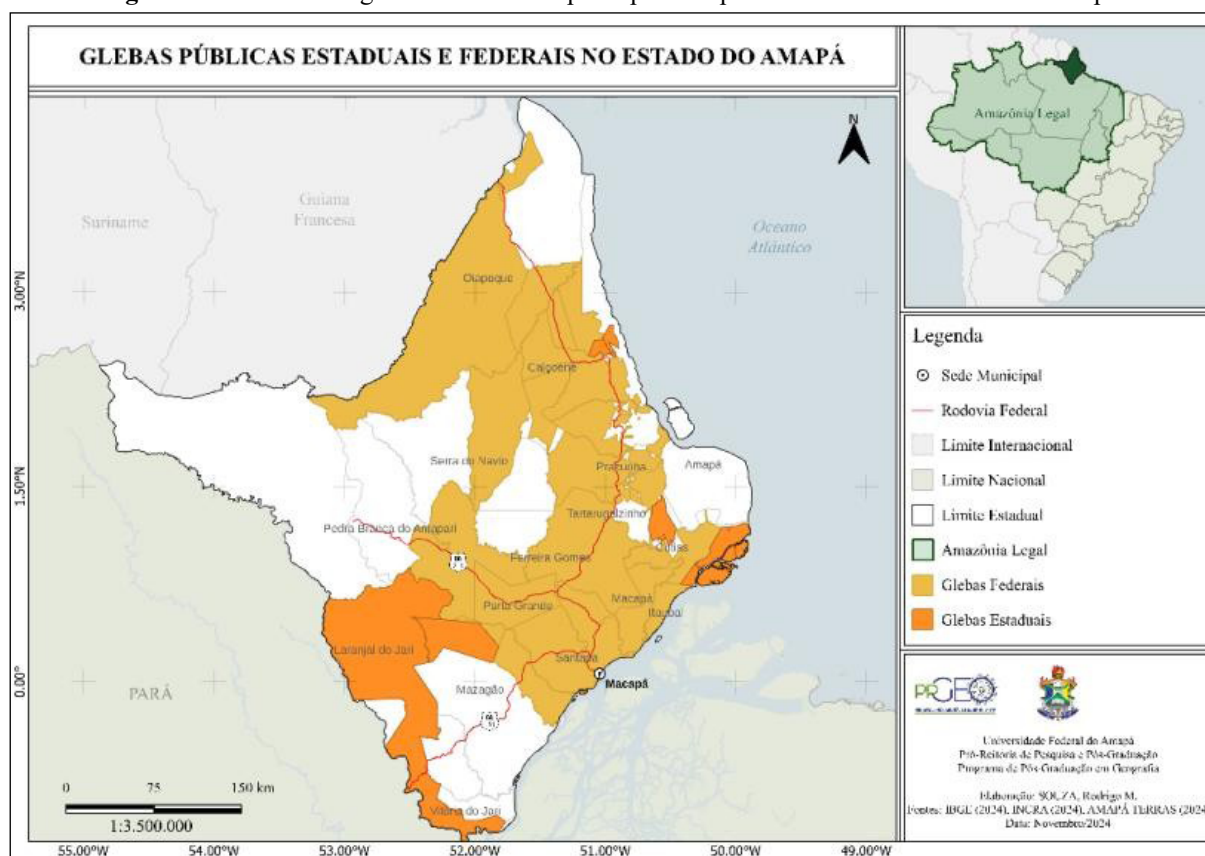 GLEBAS PÚBLICAS ESTADUAIS E FEDERAIS NO ESTADO DO AMAPÁ
N
Suriname
Guiana
Francesa
Oceano
Atlântico
Oiapoque
Calçoene
Serra do Navio
Pracuúba
Amapá
Tartarugalzinho
Pedra Branca do Amapari
Ferreira Gomes
Cutias
Porto Grande
Macapá
Itaubal
Laranjal do Jari
Santana
Macapá
Mazagão
PARÁ
Vitória do Jari
0 75 150 km
1:3.500.000
3.00°N
1.50°N
0.00°
55.00°W 54.00°W 53.00°W 52.00°W 51.00°W 50.00°W 49.00°W
Amazônia Legal
Legenda
Sede Municipal
Rodovia Federal
Limite Internacional
Limite Nacional
Limite Estadual
Amazônia Legal
Glebas Federais
Glebas Estaduais
Universidade Federal do Amapá
Pró-Reitoria de Pesquisa e Pós-Graduação
Programa de Pós-Graduação em Geografia
Elaboração: SOUZA, Rodrigo M.
Fontes: IBGE (2024), INCRA (2024), AMAPÁ TERRAS (2024
Data: Novembro/2024